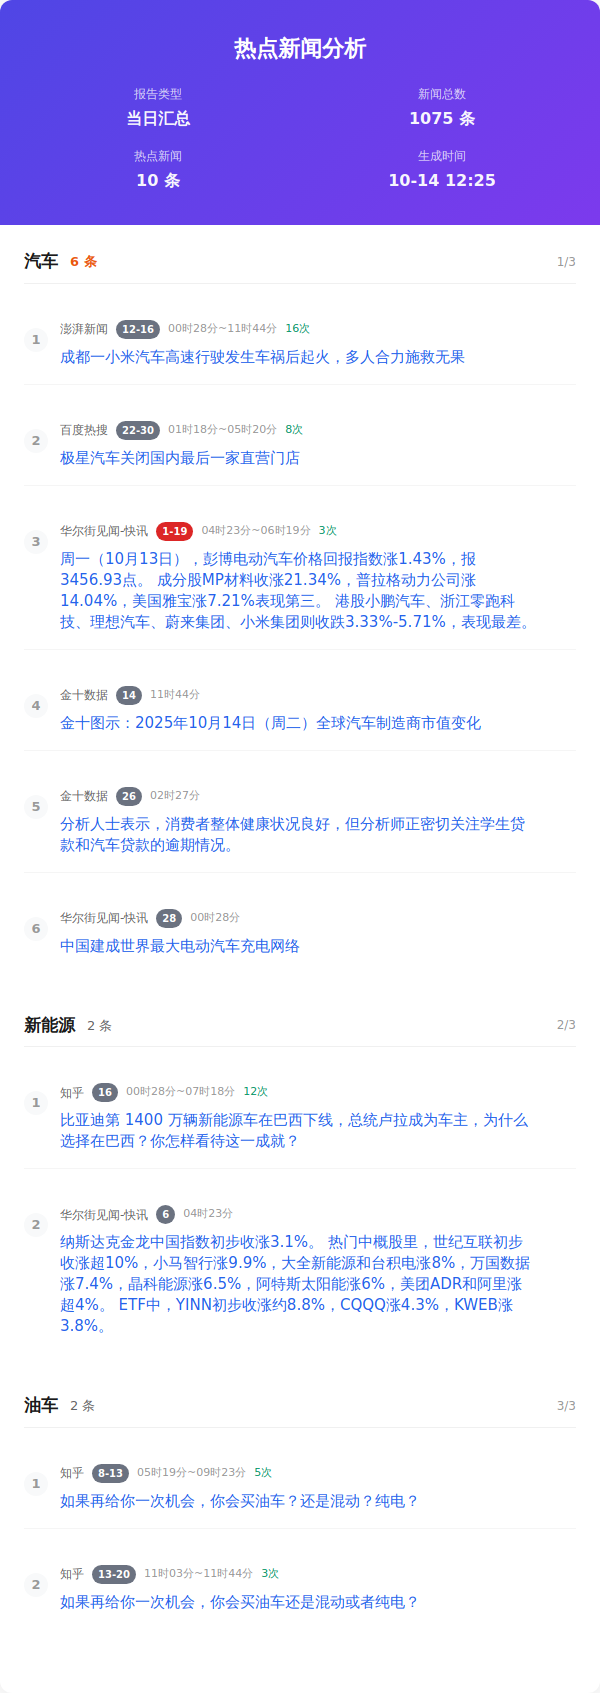 热点新闻分析
报告类型
当日汇总
新闻总数
1075 条
热点新闻
10 条
生成时间
10-14 12:25
汽车 6 条 1/3
1
澎湃新闻 12-16 00时28分~11时44分 16次
成都一小米汽车高速行驶发生车祸后起火，多人合力施救无果
2
百度热搜 22-30 01时18分~05时20分 8次
极星汽车关闭国内最后一家直营门店
3
华尔街见闻-快讯 1-19 04时23分~06时19分 3次
周一（10月13日），彭博电动汽车价格回报指数涨1.43%，报
3456.93点。 成分股MP材料收涨21.34%，普拉格动力公司涨
14.04%，美国雅宝涨7.21%表现第三。 港股小鹏汽车、浙江零跑科
技、理想汽车、蔚来集团、小米集团则收跌3.33%-5.71%，表现最差。
4
金十数据 14 11时44分
金十图示：2025年10月14日（周二）全球汽车制造商市值变化
5
金十数据 26 02时27分
分析人士表示，消费者整体健康状况良好，但分析师正密切关注学生贷
款和汽车贷款的逾期情况。
6
华尔街见闻-快讯 28 00时28分
中国建成世界最大电动汽车充电网络
新能源 2 条 2/3
1
知乎 16 00时28分~07时18分 12次
比亚迪第 1400 万辆新能源车在巴西下线，总统卢拉成为车主，为什么
选择在巴西？你怎样看待这一成就？
2
华尔街见闻-快讯 6 04时23分
纳斯达克金龙中国指数初步收涨3.1%。 热门中概股里，世纪互联初步
收涨超10%，小马智行涨9.9%，大全新能源和台积电涨8%，万国数据
涨7.4%，晶科能源涨6.5%，阿特斯太阳能涨6%，美团ADR和阿里涨
超4%。 ETF中，YINN初步收涨约8.8%，CQQQ涨4.3%，KWEB涨
3.8%。
油车 2 条 3/3
1
知乎 8-13 05时19分~09时23分 5次
如果再给你一次机会，你会买油车？还是混动？纯电？
2
知乎 13-20 11时03分~11时44分 3次
如果再给你一次机会，你会买油车还是混动或者纯电？